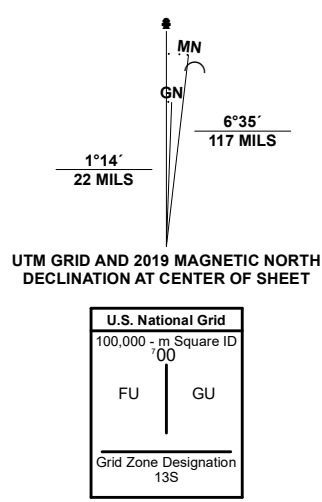 MN
GN
6°35´
117 MILS
1°14´
22 MILS
UTM GRID AND 2019 MAGNETIC NORTH
DECLINATION AT CENTER OF SHEET
U.S. National Grid
100,000 - m Square ID
⁷00
FU GU
Grid Zone Designation
13S